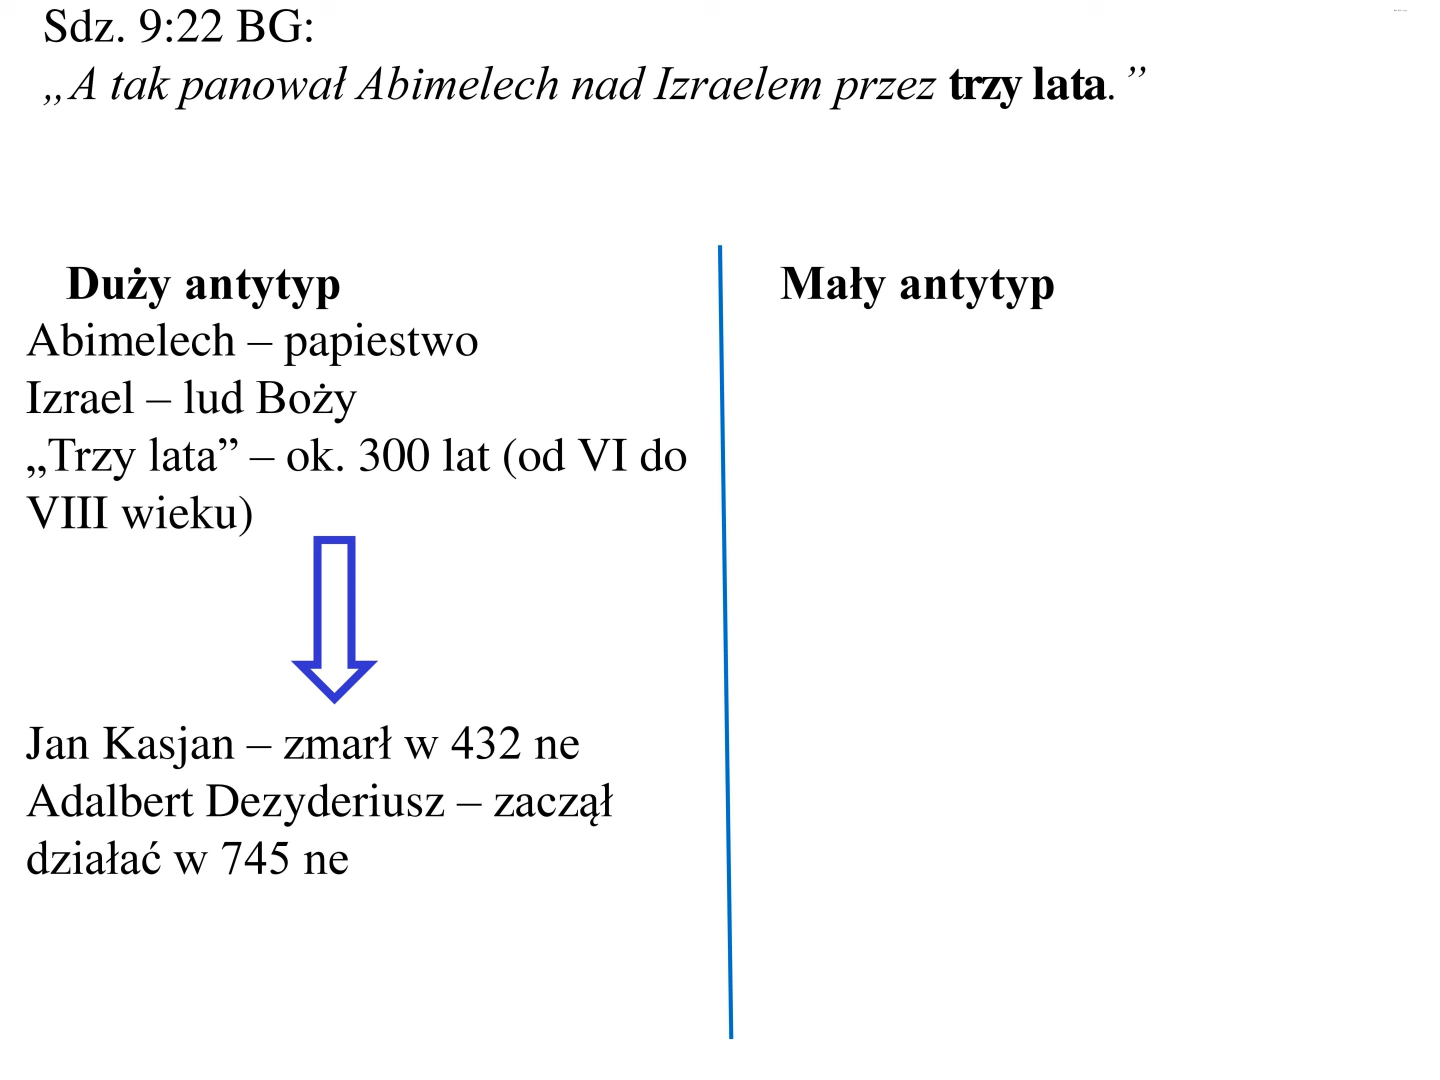 Sdz. 9:22 BG:
„A tak panował Abimelech nad Izraelem przez trzy lata.”
Duży antytyp
Abimelech – papiestwo
Izrael – lud Boży
„Trzy lata” – ok. 300 lat (od VI do
VIII wieku)
Jan Kasjan – zmarł w 432 ne
Adalbert Dezyderiusz – zaczął
działać w 745 ne
Mały antytyp